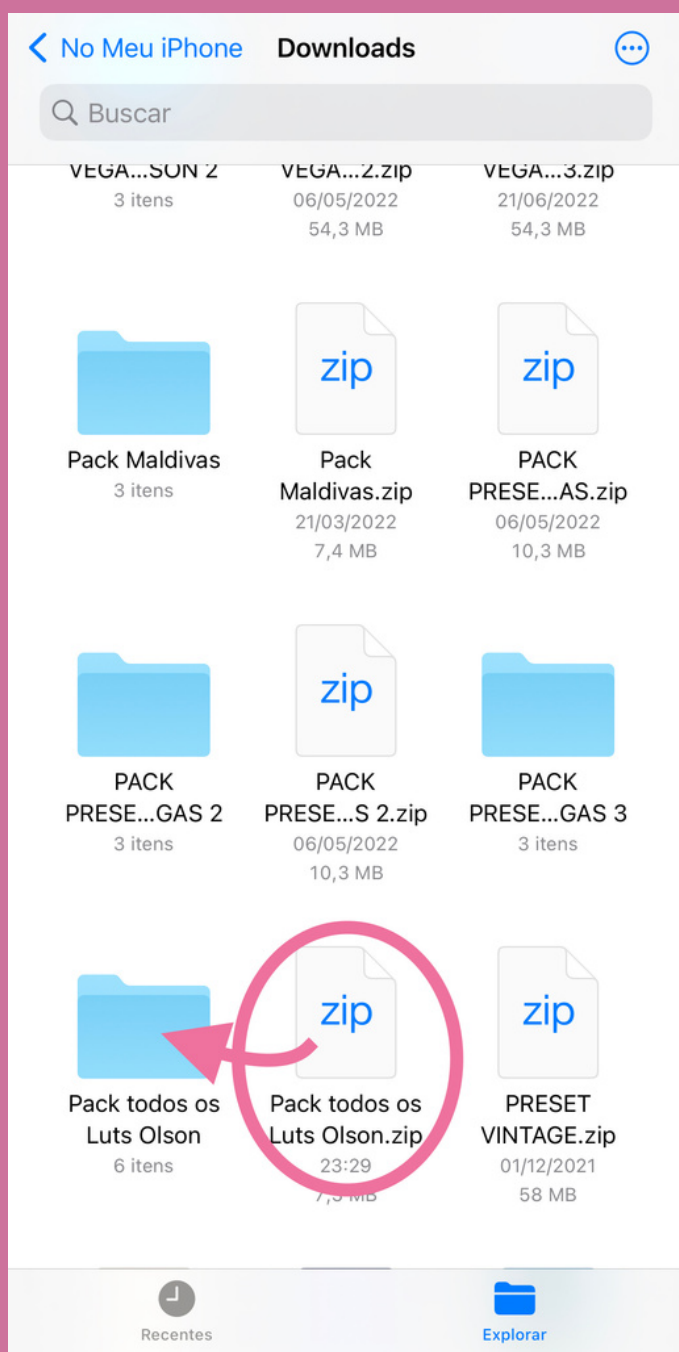 No Meu iPhone Downloads
Buscar
VEGA...SON 2 VEGA...2.zip VEGA...3.zip
3 itens 06/05/2022 21/06/2022
54,3 MB 54,3 MB
zip zip
Pack Maldivas Pack PACK
3 itens Maldivas.zip PRESE...AS.zip
21/03/2022 06/05/2022
7,4 MB 10,3 MB
zip
PACK PACK PACK
PRESE...GAS 2 PRESE...S 2.zip PRESE...GAS 3
3 itens 06/05/2022 3 itens
10,3 MB
zip zip
Pack todos os Pack todos os PRESET
Luts Olson Luts Olson.zip VINTAGE.zip
6 itens 23:29 01/12/2021
MB 58 MB
Recentes Explorar